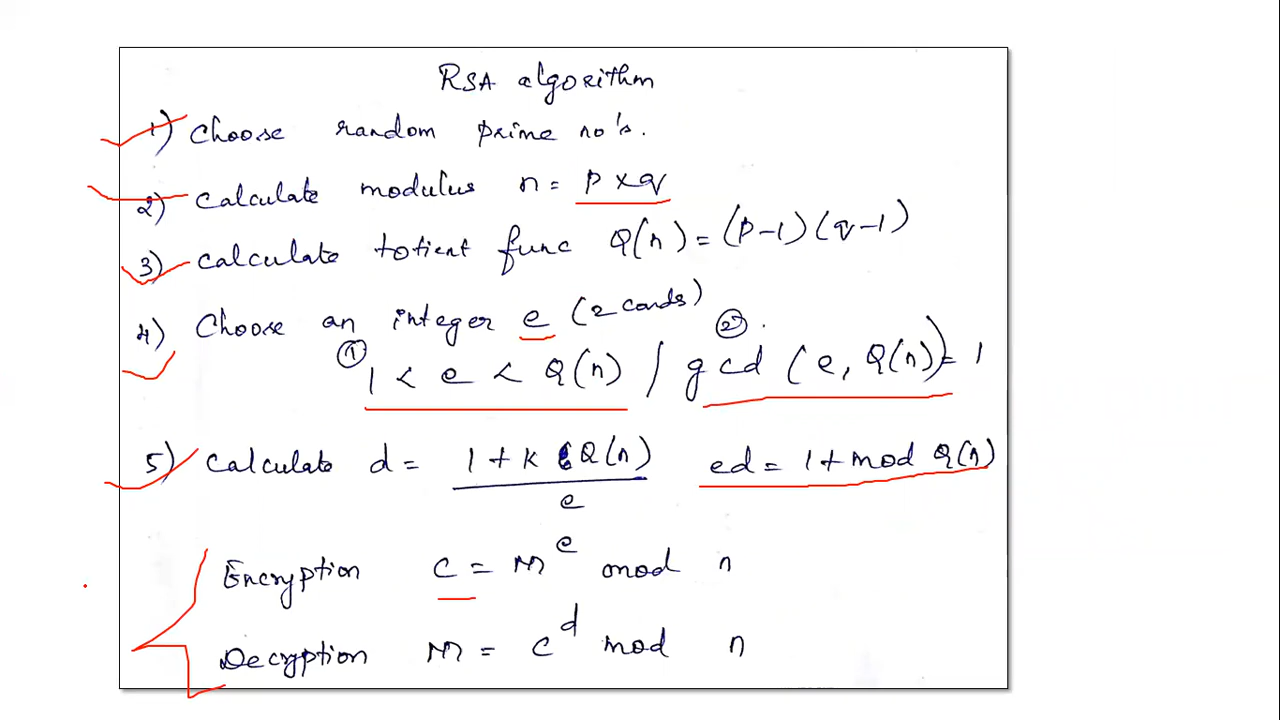 RSA algorithm
1) Choose random prime no's.
2) Calculate modulus n = p x q
3) Calculate totient func Q(n) = (p-1)(q-1)
4) Choose an integer e (2 conds)
① 1 < e < Q(n) / ② gcd (e, Q(n)) = 1
5) Calculate d = 1 + k Q(n) / e ed = 1 + mod Q(n)
Encryption C = M^e mod n
Decryption M = C^d mod n